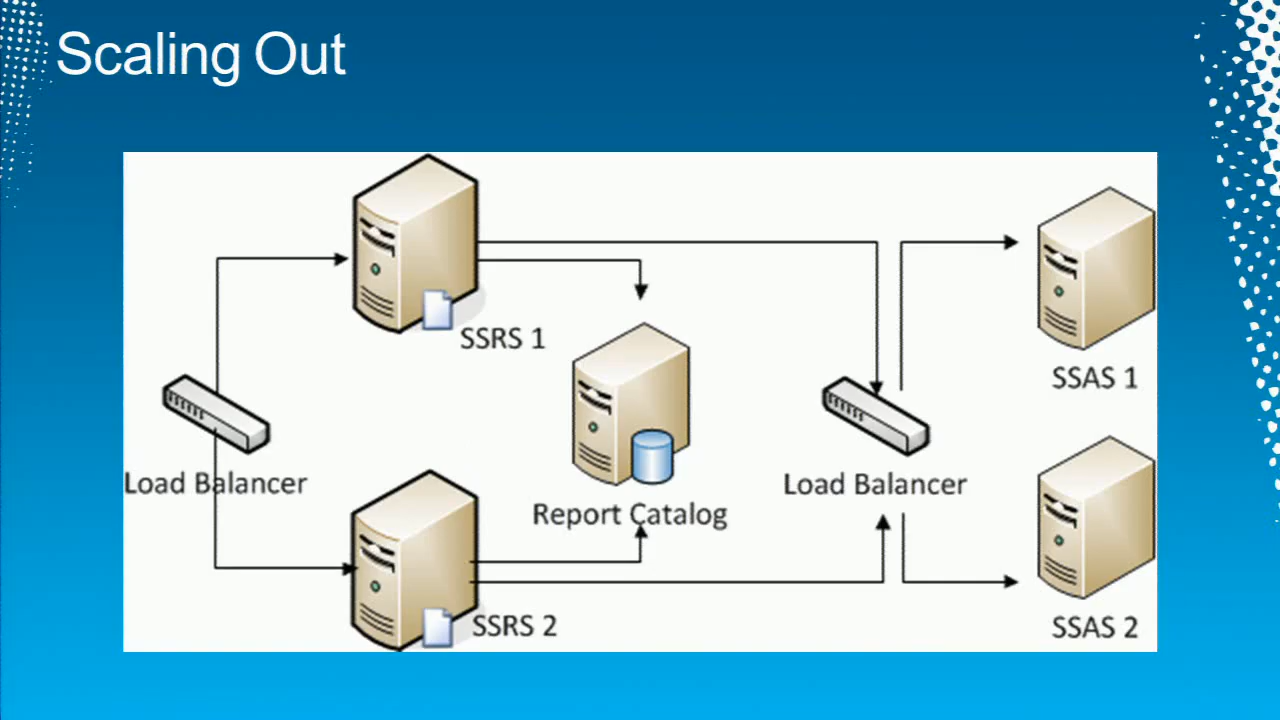 Scaling Out
SSRS 1
SSAS 1
Load Balancer
Load Balancer
Report Catalog
SSRS 2
SSAS 2